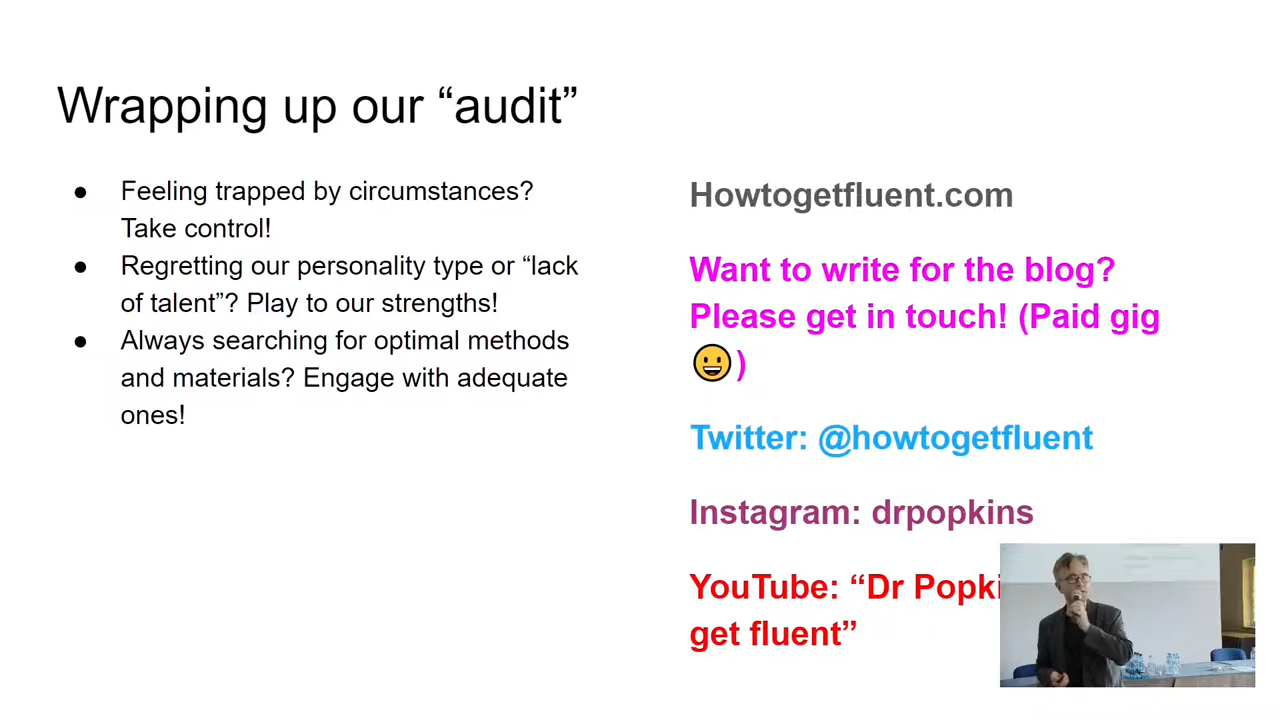 Wrapping up our “audit”
● Feeling trapped by circumstances?
Take control!
● Regretting our personality type or “lack
of talent”? Play to our strengths!
● Always searching for optimal methods
and materials? Engage with adequate
ones!
Howtogetfluent.com
Want to write for the blog?
Please get in touch! (Paid gig
😀)
Twitter: @howtogetfluent
Instagram: drpopkins
YouTube: “Dr
get fluent”